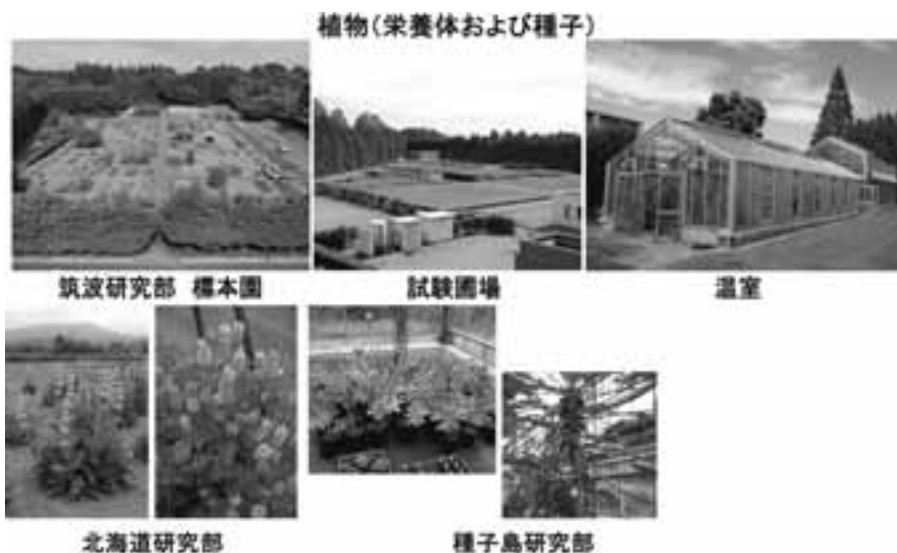 植物(栄養体および種子)
筑波研究部 標本園
試験圃場
温室
北海道研究部
種子島研究部